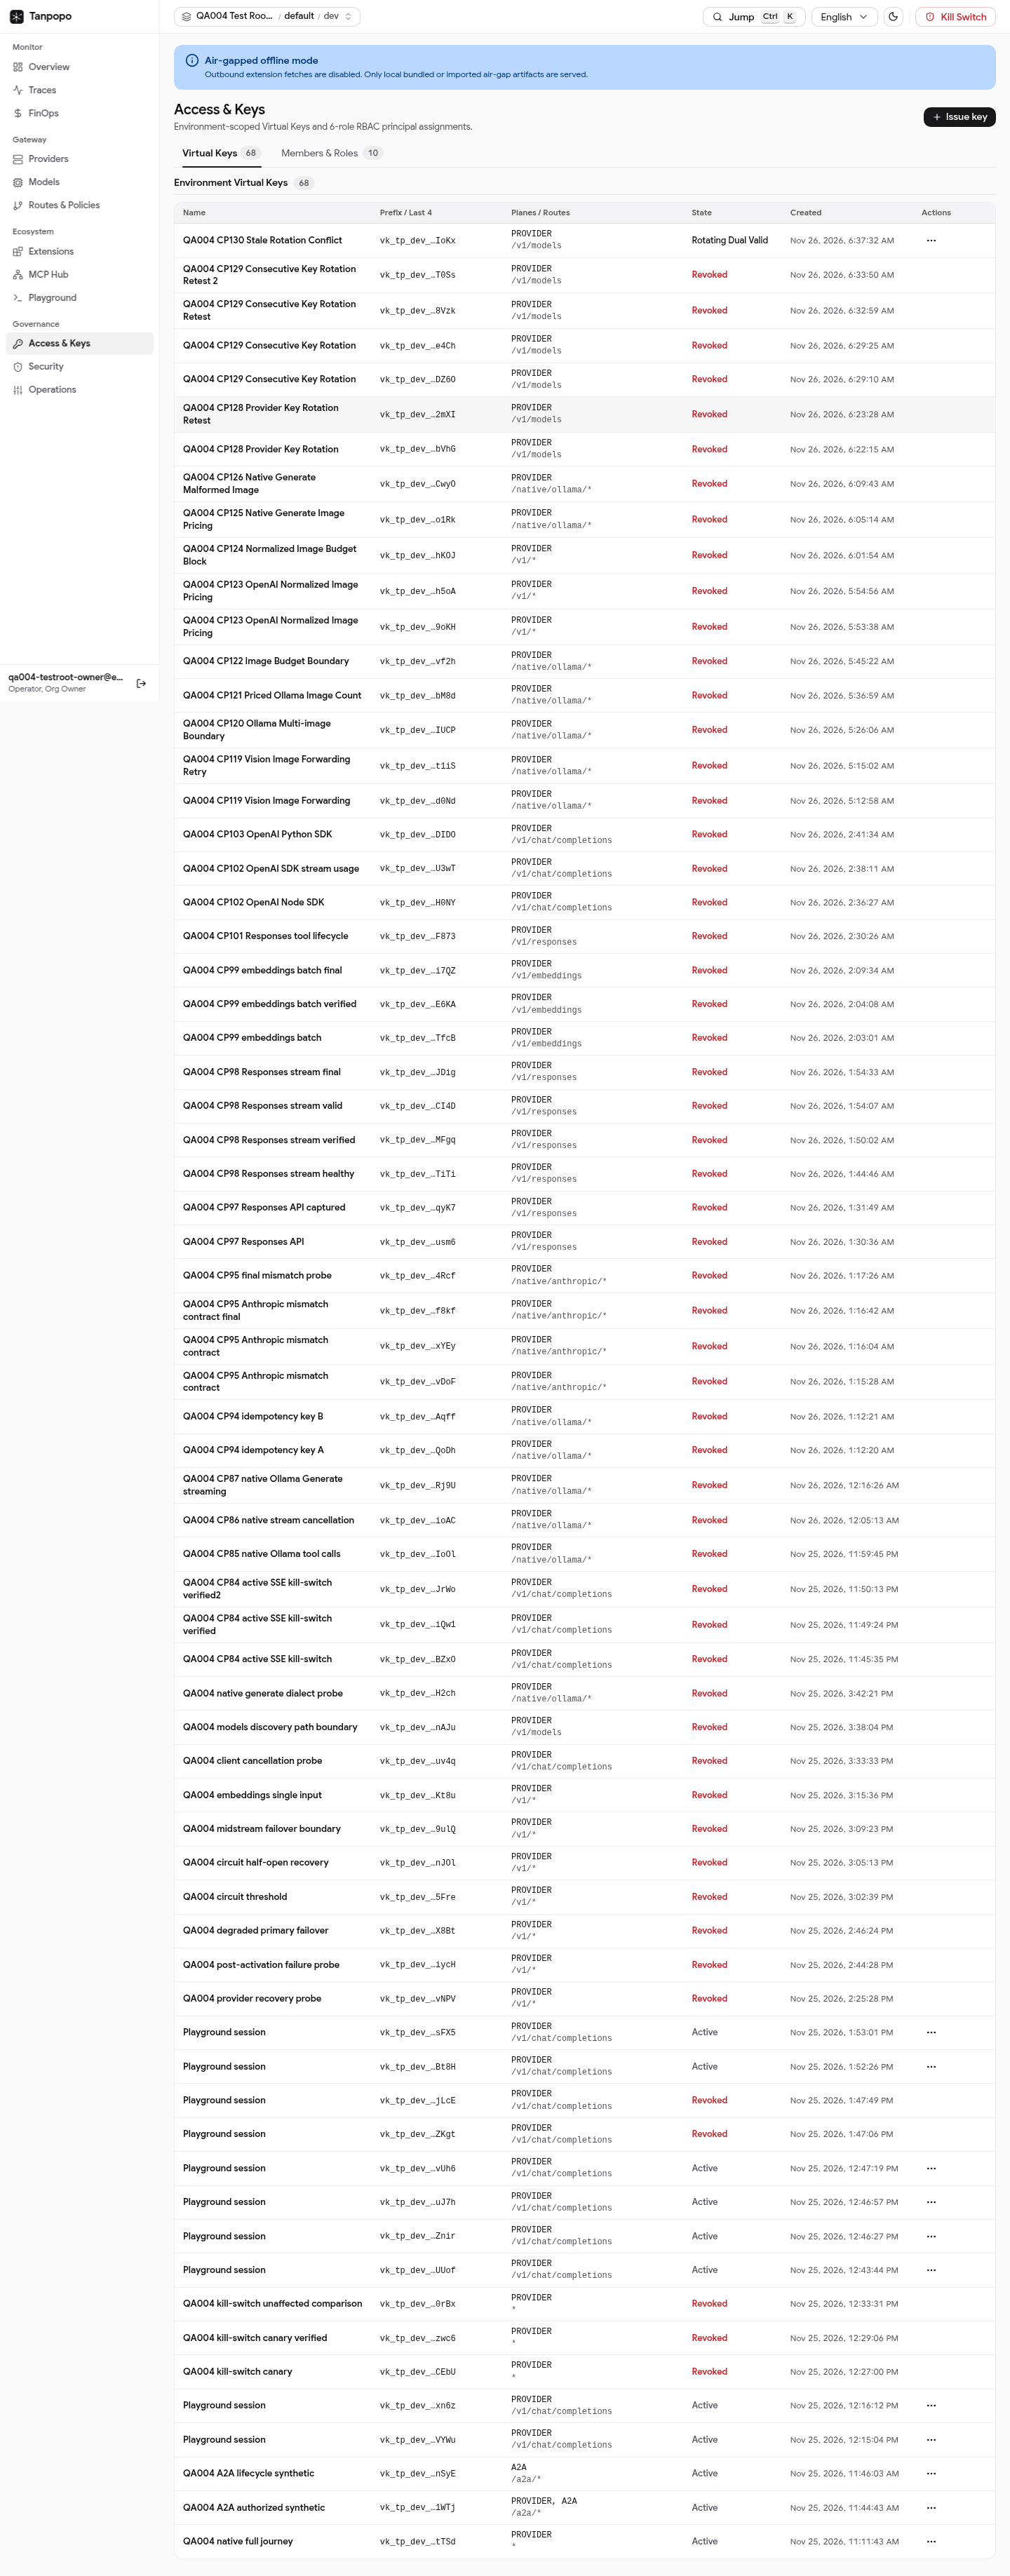 Tanpopo
QA004 Test Roo... / default / dev
Jump Ctrl K
English
Kill Switch
Monitor
Overview
Traces
FinOps
Gateway
Providers
Models
Routes & Policies
Ecosystem
Extensions
MCP Hub
Playground
Governance
Access & Keys
Security
Operations
qa004-testroot-owner@e...
Operator, Org Owner
Air-gapped offline mode
Outbound extension fetches are disabled. Only local bundled or imported air-gap artifacts are served.
Access & Keys
Environment-scoped Virtual Keys and 6-role RBAC principal assignments.
Issue key
Virtual Keys 68 Members & Roles 10
Environment Virtual Keys 68
Name Prefix / Last 4 Planes / Routes State Created Actions
QA004 CP130 Stale Rotation Conflict vk_tp_dev_…IoKx PROVIDER /v1/models Rotating Dual Valid Nov 26, 2026, 6:37:32 AM
QA004 CP129 Consecutive Key Rotation Retest 2 vk_tp_dev_…T0Ss PROVIDER /v1/models Revoked Nov 26, 2026, 6:33:50 AM
QA004 CP129 Consecutive Key Rotation Retest vk_tp_dev_…8Vzk PROVIDER /v1/models Revoked Nov 26, 2026, 6:32:59 AM
QA004 CP129 Consecutive Key Rotation vk_tp_dev_…e4Ch PROVIDER /v1/models Revoked Nov 26, 2026, 6:29:25 AM
QA004 CP129 Consecutive Key Rotation vk_tp_dev_…DZ6O PROVIDER /v1/models Revoked Nov 26, 2026, 6:29:10 AM
QA004 CP128 Provider Key Rotation Retest vk_tp_dev_…2mXI PROVIDER /v1/models Revoked Nov 26, 2026, 6:23:28 AM
QA004 CP128 Provider Key Rotation vk_tp_dev_…bVhG PROVIDER /v1/models Revoked Nov 26, 2026, 6:22:15 AM
QA004 CP126 Native Generate Malformed Image vk_tp_dev_…CwyO PROVIDER /native/ollama/* Revoked Nov 26, 2026, 6:09:43 AM
QA004 CP125 Native Generate Image Pricing vk_tp_dev_…o1Rk PROVIDER /native/ollama/* Revoked Nov 26, 2026, 6:05:14 AM
QA004 CP124 Normalized Image Budget Block vk_tp_dev_…hKOJ PROVIDER /v1/* Revoked Nov 26, 2026, 6:01:54 AM
QA004 CP123 OpenAI Normalized Image Pricing vk_tp_dev_…h5oA PROVIDER /v1/* Revoked Nov 26, 2026, 5:54:56 AM
QA004 CP123 OpenAI Normalized Image Pricing vk_tp_dev_…9oKH PROVIDER /v1/* Revoked Nov 26, 2026, 5:53:38 AM
QA004 CP122 Image Budget Boundary vk_tp_dev_…vf2h PROVIDER /native/ollama/* Revoked Nov 26, 2026, 5:45:22 AM
QA004 CP121 Priced Ollama Image Count vk_tp_dev_…bM8d PROVIDER /native/ollama/* Revoked Nov 26, 2026, 5:36:59 AM
QA004 CP120 Ollama Multi-image Boundary vk_tp_dev_…IUCP PROVIDER /native/ollama/* Revoked Nov 26, 2026, 5:26:06 AM
QA004 CP119 Vision Image Forwarding Retry vk_tp_dev_…t1iS PROVIDER /native/ollama/* Revoked Nov 26, 2026, 5:15:02 AM
QA004 CP119 Vision Image Forwarding vk_tp_dev_…d0Nd PROVIDER /native/ollama/* Revoked Nov 26, 2026, 5:12:58 AM
QA004 CP103 OpenAI Python SDK vk_tp_dev_…DIDO PROVIDER /v1/chat/completions Revoked Nov 26, 2026, 2:41:34 AM
QA004 CP102 OpenAI SDK stream usage vk_tp_dev_…U3wT PROVIDER /v1/chat/completions Revoked Nov 26, 2026, 2:38:11 AM
QA004 CP102 OpenAI Node SDK vk_tp_dev_…H0NY PROVIDER /v1/chat/completions Revoked Nov 26, 2026, 2:36:27 AM
QA004 CP101 Responses tool lifecycle vk_tp_dev_…F873 PROVIDER /v1/responses Revoked Nov 26, 2026, 2:30:26 AM
QA004 CP99 embeddings batch final vk_tp_dev_…i7QZ PROVIDER /v1/embeddings Revoked Nov 26, 2026, 2:09:34 AM
QA004 CP99 embeddings batch verified vk_tp_dev_…E6KA PROVIDER /v1/embeddings Revoked Nov 26, 2026, 2:04:08 AM
QA004 CP99 embeddings batch vk_tp_dev_…TfcB PROVIDER /v1/embeddings Revoked Nov 26, 2026, 2:03:01 AM
QA004 CP98 Responses stream final vk_tp_dev_…JDig PROVIDER /v1/responses Revoked Nov 26, 2026, 1:54:33 AM
QA004 CP98 Responses stream valid vk_tp_dev_…CI4D PROVIDER /v1/responses Revoked Nov 26, 2026, 1:54:07 AM
QA004 CP98 Responses stream verified vk_tp_dev_…MFgq PROVIDER /v1/responses Revoked Nov 26, 2026, 1:50:02 AM
QA004 CP98 Responses stream healthy vk_tp_dev_…TiTi PROVIDER /v1/responses Revoked Nov 26, 2026, 1:44:46 AM
QA004 CP97 Responses API captured vk_tp_dev_…qyK7 PROVIDER /v1/responses Revoked Nov 26, 2026, 1:31:49 AM
QA004 CP97 Responses API vk_tp_dev_…usm6 PROVIDER /v1/responses Revoked Nov 26, 2026, 1:30:36 AM
QA004 CP95 final mismatch probe vk_tp_dev_…4Rcf PROVIDER /native/anthropic/* Revoked Nov 26, 2026, 1:17:26 AM
QA004 CP95 Anthropic mismatch contract final vk_tp_dev_…f8kf PROVIDER /native/anthropic/* Revoked Nov 26, 2026, 1:16:42 AM
QA004 CP95 Anthropic mismatch contract vk_tp_dev_…xYEy PROVIDER /native/anthropic/* Revoked Nov 26, 2026, 1:16:04 AM
QA004 CP95 Anthropic mismatch contract vk_tp_dev_…vDoF PROVIDER /native/anthropic/* Revoked Nov 26, 2026, 1:15:28 AM
QA004 CP94 idempotency key B vk_tp_dev_…Aqff PROVIDER /native/ollama/* Revoked Nov 26, 2026, 1:12:21 AM
QA004 CP94 idempotency key A vk_tp_dev_…QoDh PROVIDER /native/ollama/* Revoked Nov 26, 2026, 1:12:20 AM
QA004 CP87 native Ollama Generate streaming vk_tp_dev_…Rj9U PROVIDER /native/ollama/* Revoked Nov 26, 2026, 12:16:26 AM
QA004 CP86 native stream cancellation vk_tp_dev_…ioAC PROVIDER /native/ollama/* Revoked Nov 26, 2026, 12:05:13 AM
QA004 CP85 native Ollama tool calls vk_tp_dev_…IoOl PROVIDER /native/ollama/* Revoked Nov 25, 2026, 11:59:45 PM
QA004 CP84 active SSE kill-switch verified2 vk_tp_dev_…JrWo PROVIDER /v1/chat/completions Revoked Nov 25, 2026, 11:50:13 PM
QA004 CP84 active SSE kill-switch verified vk_tp_dev_…iQw1 PROVIDER /v1/chat/completions Revoked Nov 25, 2026, 11:49:24 PM
QA004 CP84 active SSE kill-switch vk_tp_dev_…BZxO PROVIDER /v1/chat/completions Revoked Nov 25, 2026, 11:45:35 PM
QA004 native generate dialect probe vk_tp_dev_…H2ch PROVIDER /native/ollama/* Revoked Nov 25, 2026, 3:42:21 PM
QA004 models discovery path boundary vk_tp_dev_…nAJu PROVIDER /v1/models Revoked Nov 25, 2026, 3:38:04 PM
QA004 client cancellation probe vk_tp_dev_…uv4q PROVIDER /v1/chat/completions Revoked Nov 25, 2026, 3:33:33 PM
QA004 embeddings single input vk_tp_dev_…Kt8u PROVIDER /v1/* Revoked Nov 25, 2026, 3:15:36 PM
QA004 midstream failover boundary vk_tp_dev_…9ulQ PROVIDER /v1/* Revoked Nov 25, 2026, 3:09:23 PM
QA004 circuit half-open recovery vk_tp_dev_…nJOl PROVIDER /v1/* Revoked Nov 25, 2026, 3:05:13 PM
QA004 circuit threshold vk_tp_dev_…5Fre PROVIDER /v1/* Revoked Nov 25, 2026, 3:02:39 PM
QA004 degraded primary failover vk_tp_dev_…X8Bt PROVIDER /v1/* Revoked Nov 25, 2026, 2:46:24 PM
QA004 post-activation failure probe vk_tp_dev_…iycH PROVIDER /v1/* Revoked Nov 25, 2026, 2:44:28 PM
QA004 provider recovery probe vk_tp_dev_…vNPV PROVIDER /v1/* Revoked Nov 25, 2026, 2:25:28 PM
Playground session vk_tp_dev_…sFX5 PROVIDER /v1/chat/completions Active Nov 25, 2026, 1:53:01 PM
Playground session vk_tp_dev_…Bt8H PROVIDER /v1/chat/completions Active Nov 25, 2026, 1:52:26 PM
Playground session vk_tp_dev_…jLcE PROVIDER /v1/chat/completions Revoked Nov 25, 2026, 1:47:49 PM
Playground session vk_tp_dev_…ZKgt PROVIDER /v1/chat/completions Revoked Nov 25, 2026, 1:47:06 PM
Playground session vk_tp_dev_…vUh6 PROVIDER /v1/chat/completions Active Nov 25, 2026, 12:47:19 PM
Playground session vk_tp_dev_…uJ7h PROVIDER /v1/chat/completions Active Nov 25, 2026, 12:46:57 PM
Playground session vk_tp_dev_…Znir PROVIDER /v1/chat/completions Active Nov 25, 2026, 12:46:27 PM
Playground session vk_tp_dev_…UUof PROVIDER /v1/chat/completions Active Nov 25, 2026, 12:43:44 PM
QA004 kill-switch unaffected comparison vk_tp_dev_…0rBx PROVIDER * Revoked Nov 25, 2026, 12:33:31 PM
QA004 kill-switch canary verified vk_tp_dev_…zwc6 PROVIDER * Revoked Nov 25, 2026, 12:29:06 PM
QA004 kill-switch canary vk_tp_dev_…CEbU PROVIDER * Revoked Nov 25, 2026, 12:27:00 PM
Playground session vk_tp_dev_…xn6z PROVIDER /v1/chat/completions Active Nov 25, 2026, 12:16:12 PM
Playground session vk_tp_dev_…VYWu PROVIDER /v1/chat/completions Active Nov 25, 2026, 12:15:04 PM
QA004 A2A lifecycle synthetic vk_tp_dev_…nSyE A2A /a2a/* Active Nov 25, 2026, 11:46:03 AM
QA004 A2A authorized synthetic vk_tp_dev_…iWTj PROVIDER, A2A /a2a/* Active Nov 25, 2026, 11:44:43 AM
QA004 native full journey vk_tp_dev_…tTSd PROVIDER * Active Nov 25, 2026, 11:11:43 AM